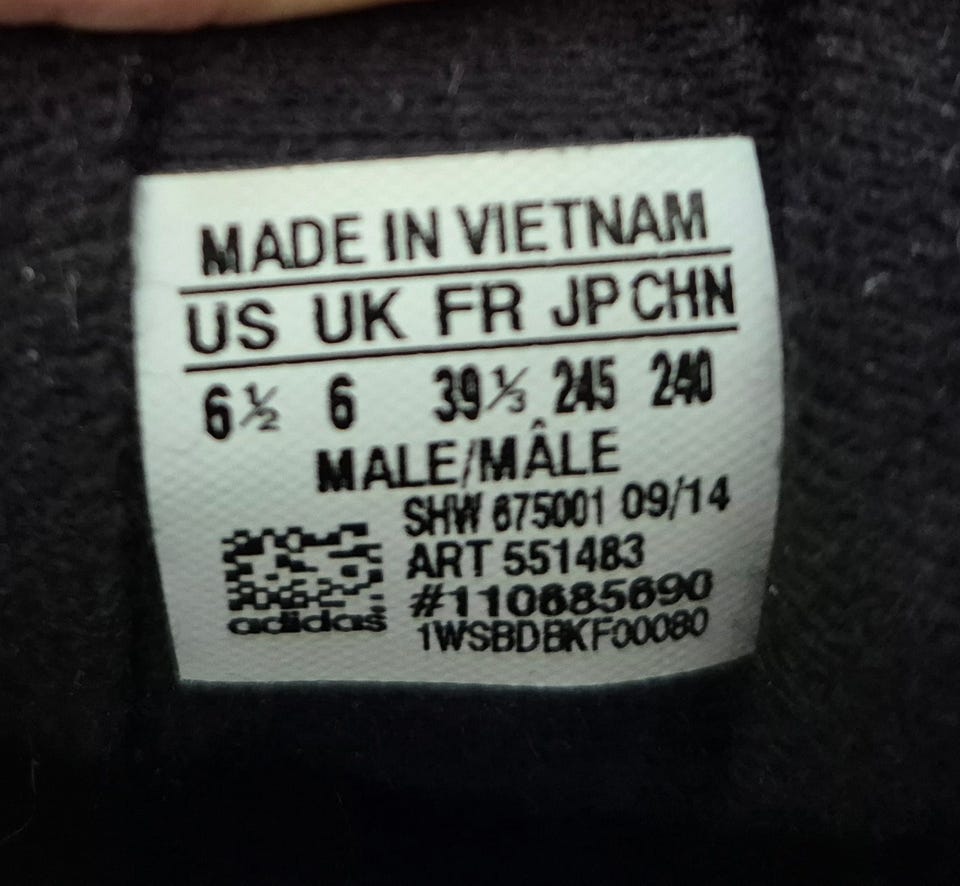 MADE IN VIETNAM
US UK FR JP CHN
6½ 6 39⅓ 245 240
MALE/MÂLE
SHW 675001 09/14
ART 551483
#110685690
1WSBDBKF00080
adidas